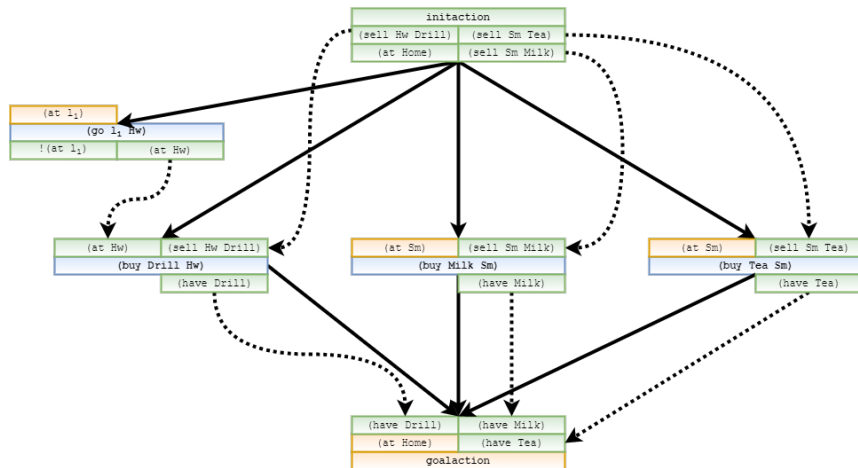 initaction
(sell Hw Drill) (sell Sm Tea)
(at Home) (sell Sm Milk)
(at l₁)
(go l₁ Hw)
!(at l₁) (at Hw)
(at Hw) (sell Hw Drill)
(buy Drill Hw)
(have Drill)
(at Sm) (sell Sm Milk)
(buy Milk Sm)
(have Milk)
(at Sm) (sell Sm Tea)
(buy Tea Sm)
(have Tea)
(have Drill) (have Milk)
(at Home) (have Tea)
goalaction